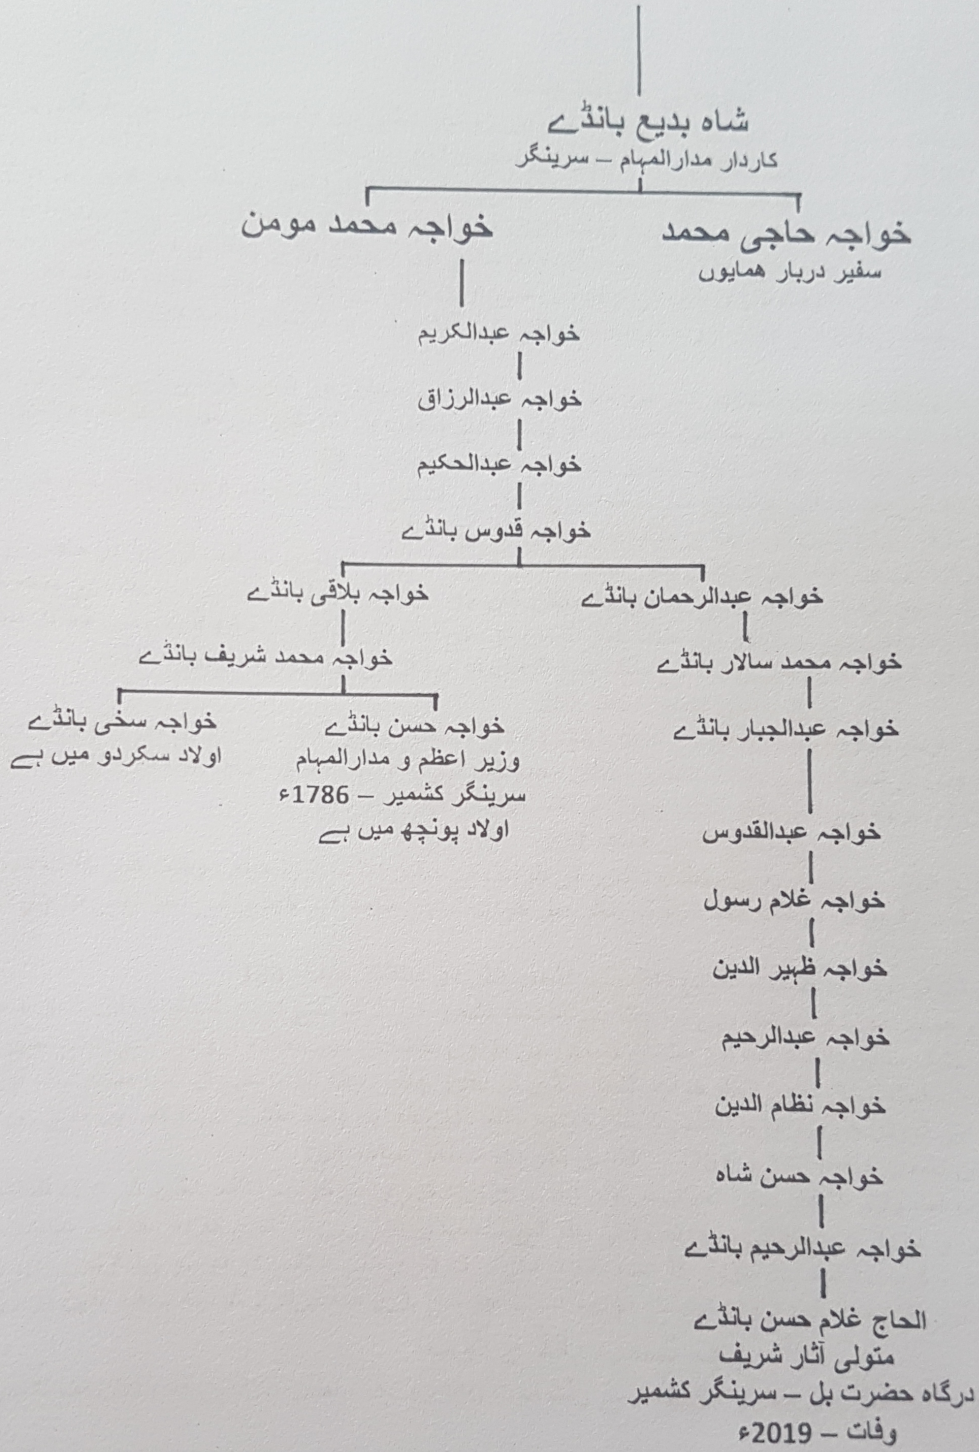 شاہ بدیع بانڈے
کاردار مدارالمہام – سرینگر
خواجہ حاجی محمد
سفیر دربار ھمایوں
خواجہ محمد مومن
خواجہ عبدالکریم
خواجہ عبدالرزاق
خواجہ عبدالحکیم
خواجہ قدوس بانڈے
خواجہ عبدالرحمان بانڈے
خواجہ بلاقی بانڈے
خواجہ محمد سالار بانڈے
خواجہ محمد شریف بانڈے
خواجہ عبدالجبار بانڈے
خواجہ حسن بانڈے
وزیر اعظم و مدارالمہام
سرینگر کشمیر – 1786ء
اولاد پونچھ میں ہے
خواجہ سخی بانڈے
اولاد سکردو میں ہے
خواجہ عبدالقدوس
خواجہ غلام رسول
خواجہ ظہیر الدین
خواجہ عبدالرحیم
خواجہ نظام الدین
خواجہ حسن شاہ
خواجہ عبدالرحیم بانڈے
الحاج غلام حسن بانڈے
متولی آثار شریف
درگاہ حضرت بل – سرینگر کشمیر
وفات – 2019ء